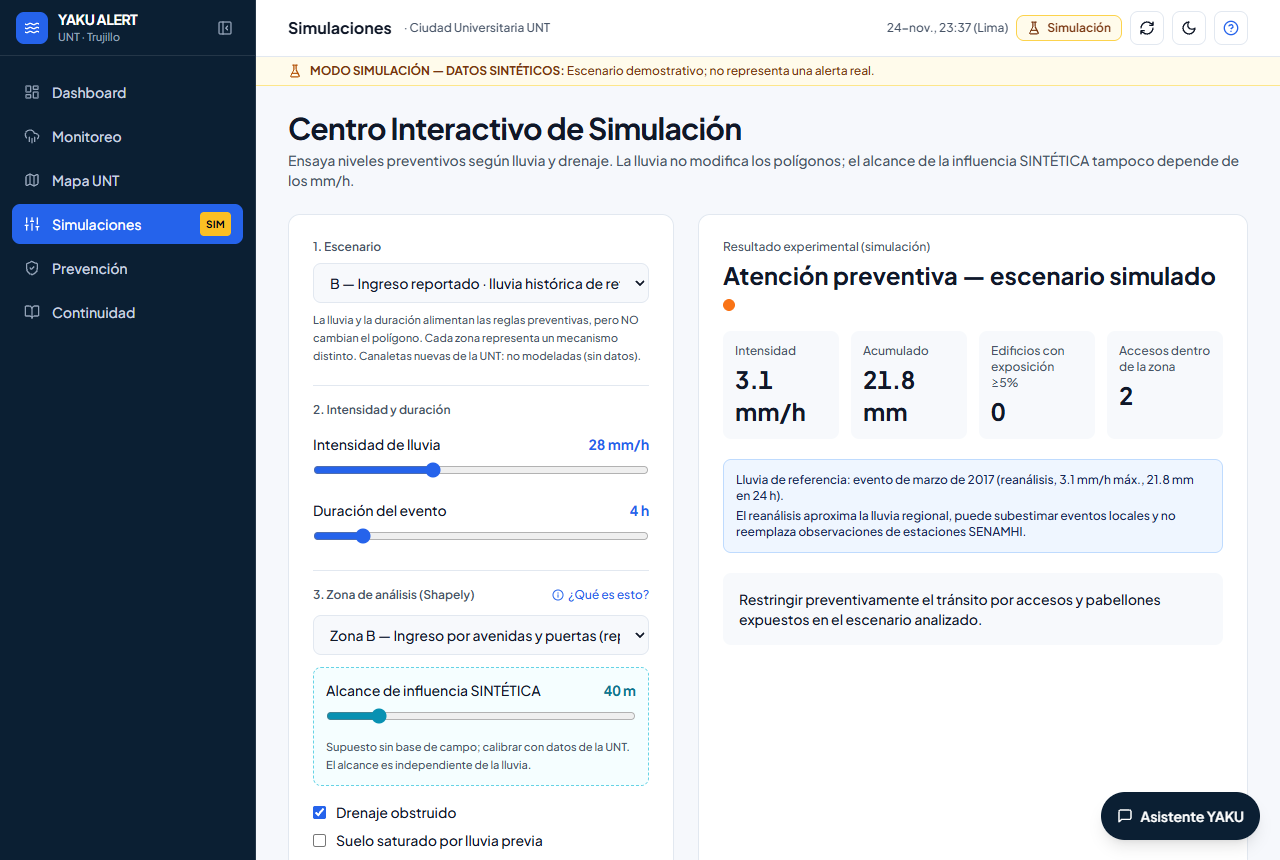 YAKU ALERT
UNT · Trujillo
Dashboard
Monitoreo
Mapa UNT
Simulaciones
SIM
Prevención
Continuidad
Simulaciones · Ciudad Universitaria UNT
24-nov., 23:37 (Lima)
Simulación
MODO SIMULACIÓN — DATOS SINTÉTICOS: Escenario demostrativo; no representa una alerta real.
Centro Interactivo de Simulación
Ensaya niveles preventivos según lluvia y drenaje. La lluvia no modifica los polígonos; el alcance de la influencia SINTÉTICA tampoco depende de
los mm/h.
1. Escenario
B — Ingreso reportado · lluvia histórica de re
La lluvia y la duración alimentan las reglas preventivas, pero NO
cambian el polígono. Cada zona representa un mecanismo
distinto. Canaletas nuevas de la UNT: no modeladas (sin datos).
2. Intensidad y duración
Intensidad de lluvia
28 mm/h
Duración del evento
4 h
3. Zona de análisis (Shapely)
¿Qué es esto?
Zona B — Ingreso por avenidas y puertas (rep
Alcance de influencia SINTÉTICA
40 m
Supuesto sin base de campo; calibrar con datos de la UNT.
El alcance es independiente de la lluvia.
Drenaje obstruido
Suelo saturado por lluvia previa
Resultado experimental (simulación)
Atención preventiva — escenario simulado
Intensidad
3.1
mm/h
Acumulado
21.8
mm
Edificios con
exposición
≥5%
0
Accesos dentro
de la zona
2
Lluvia de referencia: evento de marzo de 2017 (reanálisis, 3.1 mm/h máx., 21.8 mm
en 24 h).
El reanálisis aproxima la lluvia regional, puede subestimar eventos locales y no
reemplaza observaciones de estaciones SENAMHI.
Restringir preventivamente el tránsito por accesos y pabellones
expuestos en el escenario analizado.
Asistente YAKU